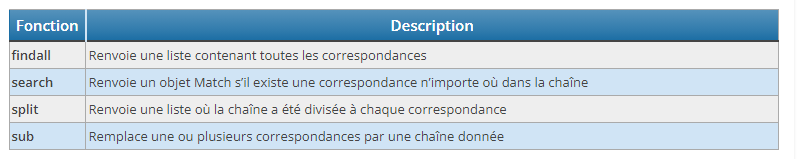 Fonction Description
findall Renvoie une liste contenant toutes les correspondances
search Renvoie un objet Match s’il existe une correspondance n’importe où dans la chaîne
split Renvoie une liste où la chaîne a été divisée à chaque correspondance
sub Remplace une ou plusieurs correspondances par une chaîne donnée